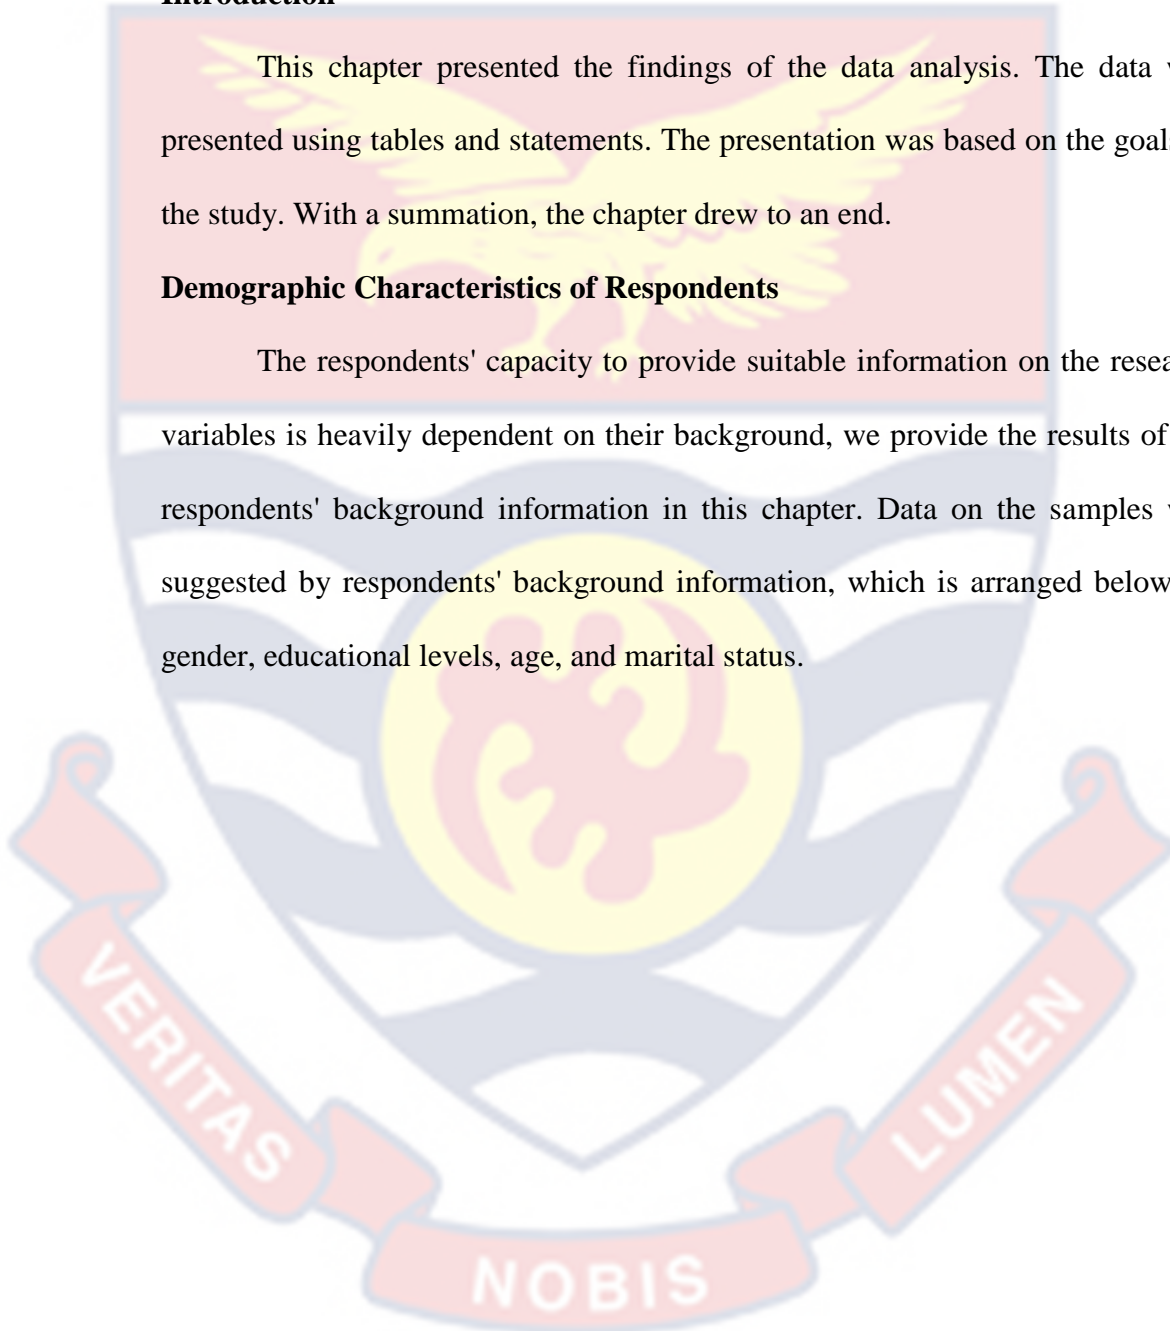 Introduction
This chapter presented the findings of the data analysis. The data
presented using tables and statements. The presentation was based on the goals
the study. With a summation, the chapter drew to an end.
Demographic Characteristics of Respondents
The respondents' capacity to provide suitable information on the
variables is heavily dependent on their background, we provide the results of
respondents' background information in this chapter. Data on the samples
suggested by respondents' background information, which is arranged below
gender, educational levels, age, and marital status.
VERITAS
NOBIS
LUMEN